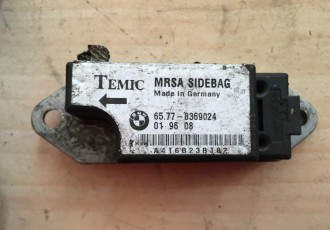 TEMIC MRSA SIDEBAG
Made in Germany
65.77-8369024
01 96 08